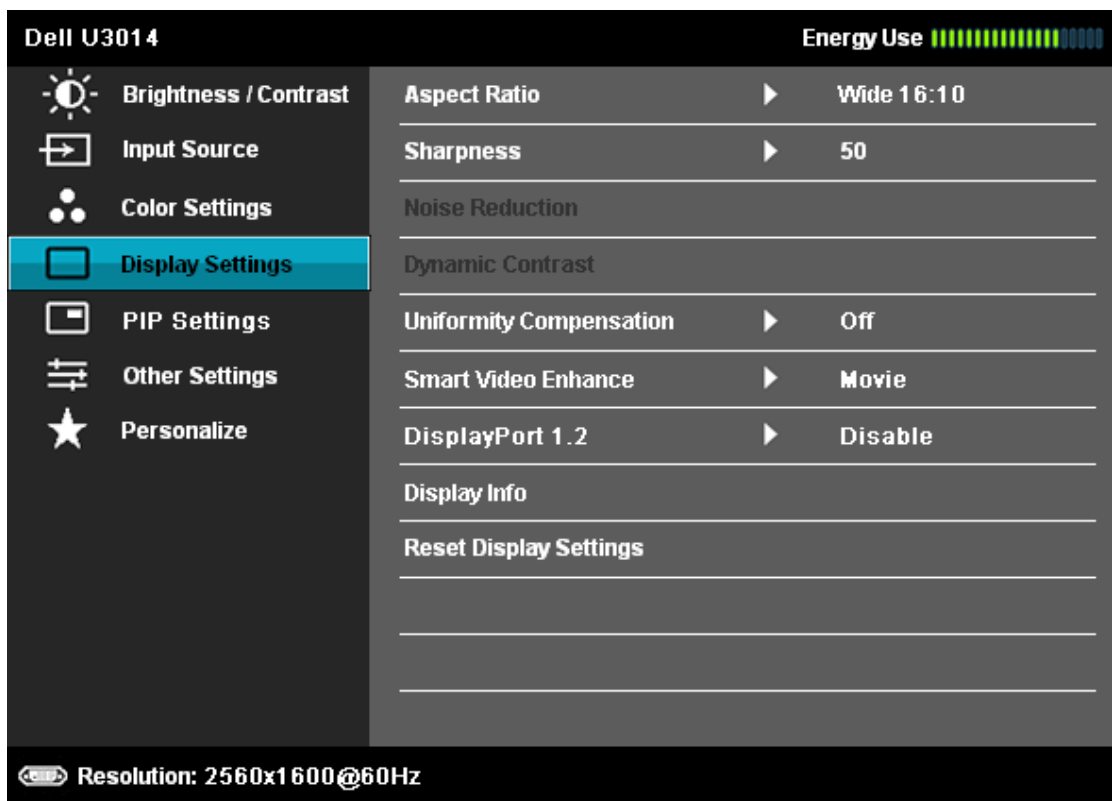 Dell U3014
Energy Use
Brightness / Contrast
Input Source
Color Settings
Display Settings
PIP Settings
Other Settings
Personalize
Aspect Ratio Wide 16:10
Sharpness 50
Noise Reduction
Dynamic Contrast
Uniformity Compensation Off
Smart Video Enhance Movie
DisplayPort 1.2 Disable
Display Info
Reset Display Settings
Resolution: 2560x1600@60Hz